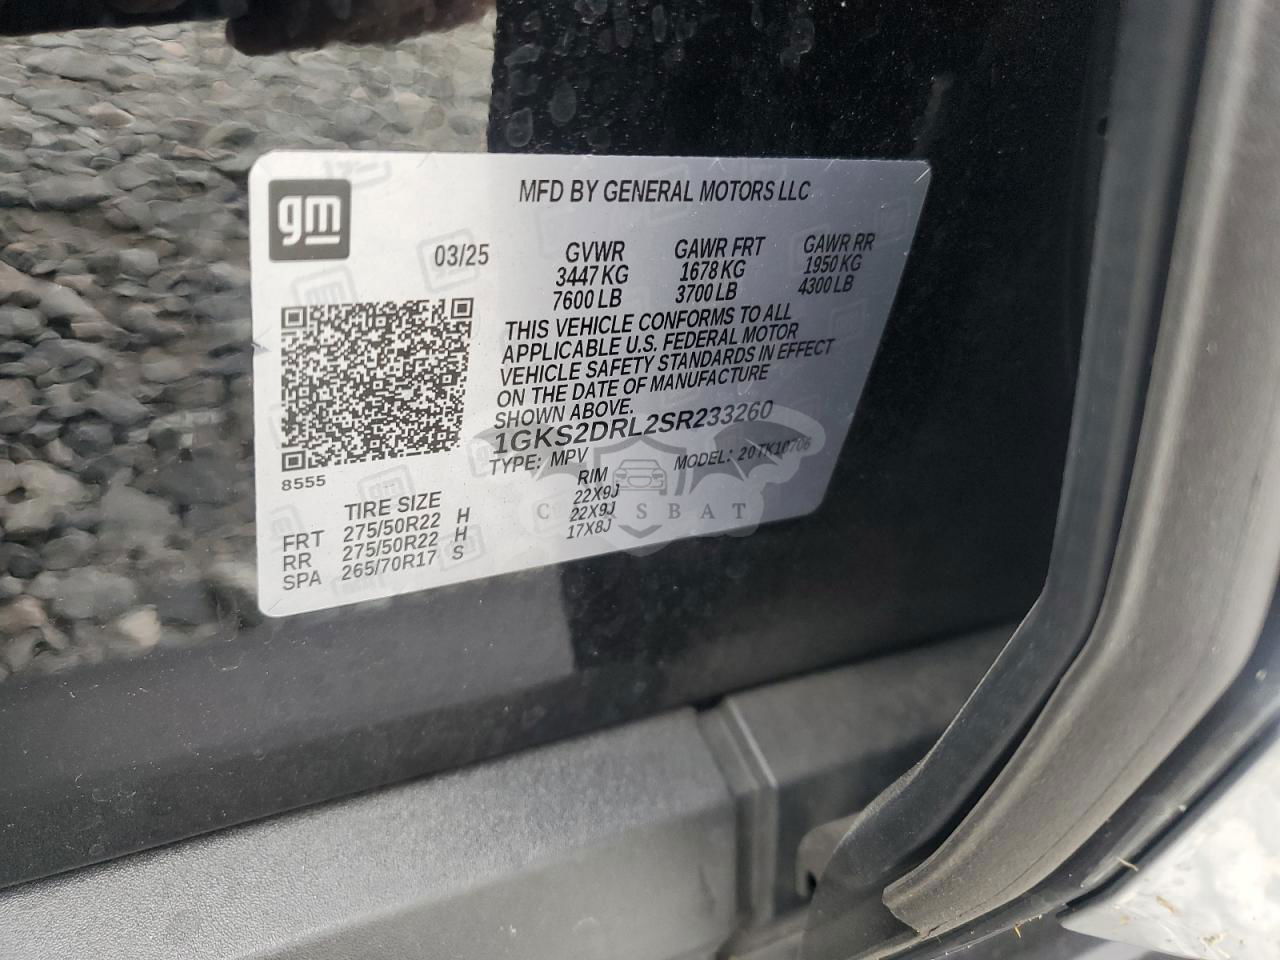 gm
MFD BY GENERAL MOTORS LLC
03/25
GVWR GAWR FRT GAWR RR
3447 KG 1678 KG 1950 KG
7600 LB 3700 LB 4300 LB
THIS VEHICLE CONFORMS TO ALL
APPLICABLE U.S. FEDERAL MOTOR
VEHICLE SAFETY STANDARDS IN EFFECT
ON THE DATE OF MANUFACTURE
SHOWN ABOVE.
1GKS2DRL2SR233260
TYPE: MPV MODEL: 20TK10706
8555
TIRE SIZE RIM
FRT 275/50R22 H 22X9J
RR 275/50R22 H 22X9J
SPA 265/70R17 S 17X8J
CARSBAT